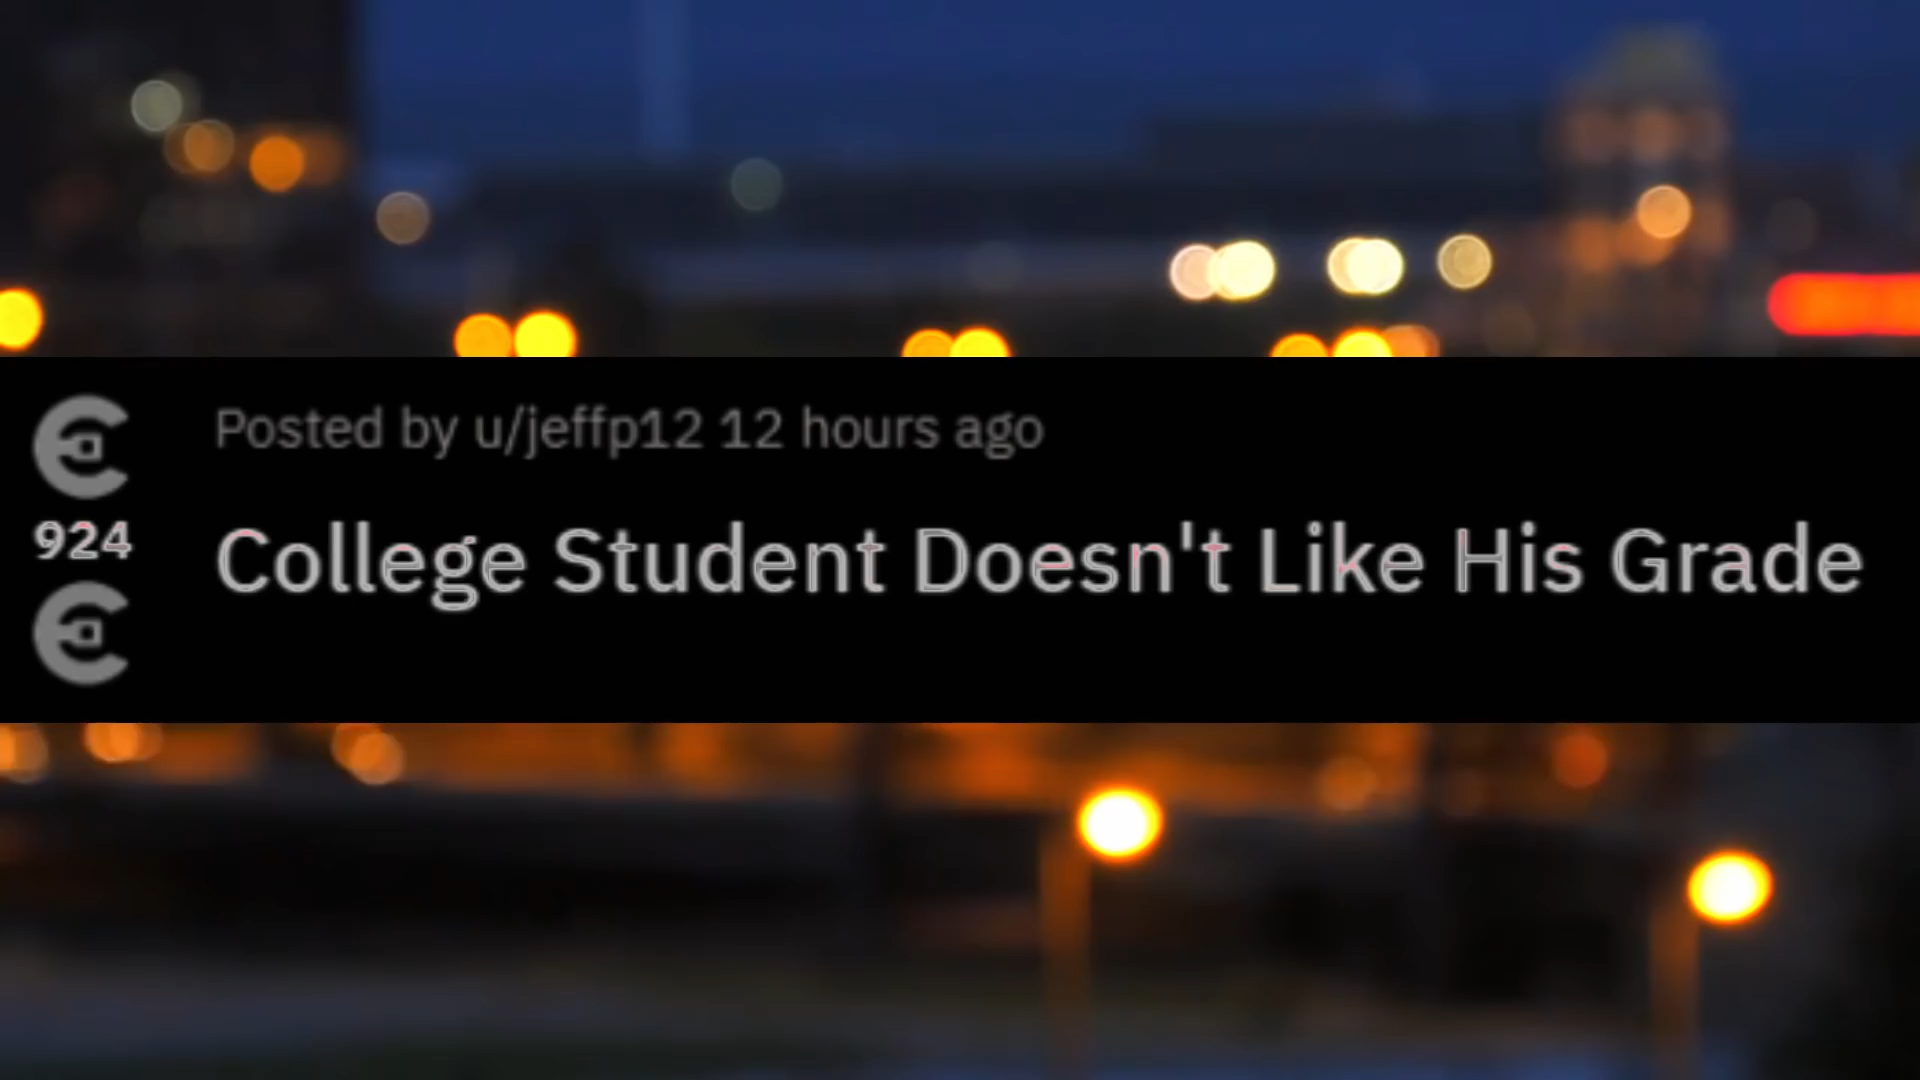 Posted by u/jeffp12 12 hours ago
924
College Student Doesn't Like His Grade